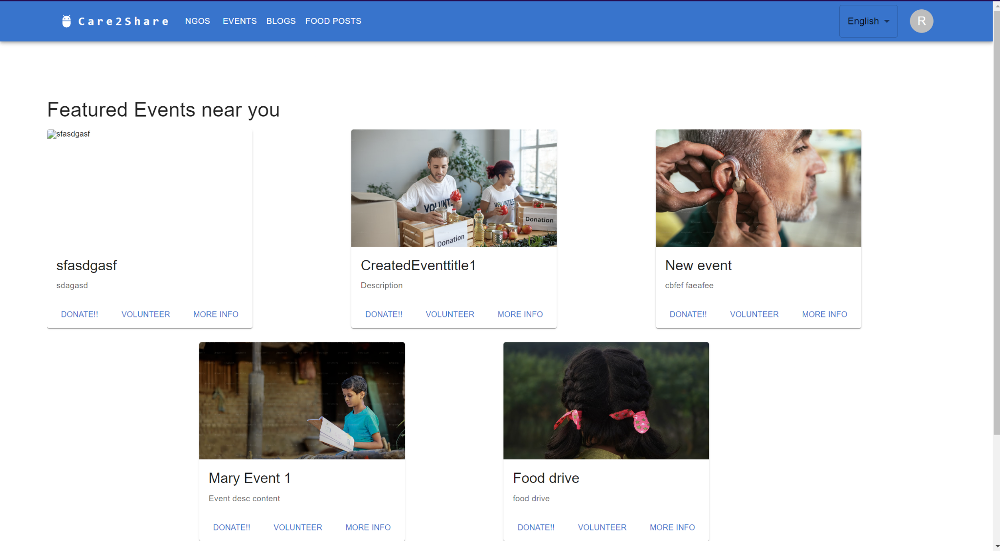 Care2Share NGOS EVENTS BLOGS FOOD POSTS English R
Featured Events near you
sfasdgasf
VOLUNTE
VOLUNTEE
Donation
Donation
sfasdgasf
sdagasd
DONATE!! VOLUNTEER MORE INFO
CreatedEventtitle1
Description
DONATE!! VOLUNTEER MORE INFO
New event
cbfef faeafee
DONATE!! VOLUNTEER MORE INFO
Mary Event 1
Event desc content
DONATE!! VOLUNTEER MORE INFO
Food drive
food drive
DONATE!! VOLUNTEER MORE INFO